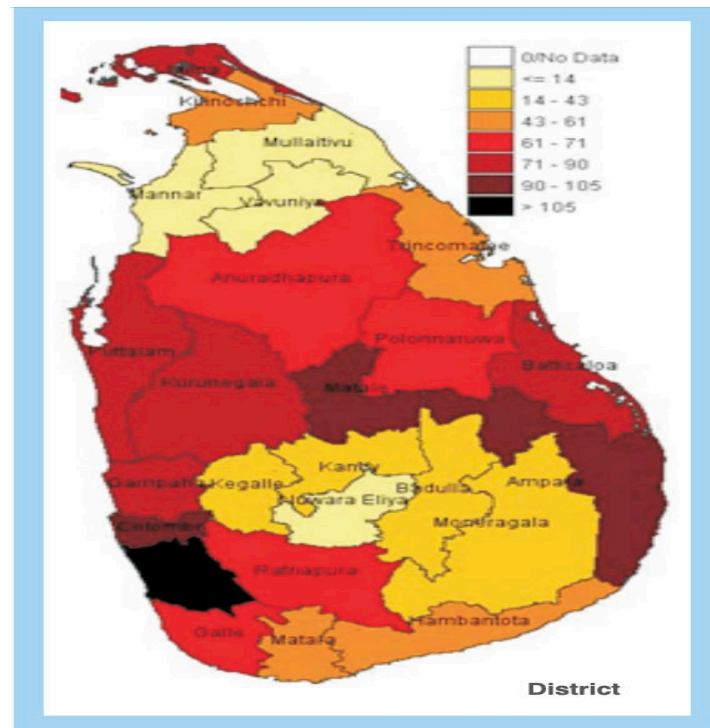 0/No Data
<= 14
14 - 43
43 - 61
61 - 71
71 - 90
90 - 105
> 105
Kilinochchi
Mullaitivu
Mannar
Vavuniya
Trincomalee
Anuradhapura
Puttalam
Polonnaruwa
Batticaloa
Kurunegala
Matale
Kandy
Gampaha
Kegalle
Nuwara Eliya
Badulla
Ampara
Colombo
Moneragala
Ratnapura
Galle
Matara
Hambantota
District